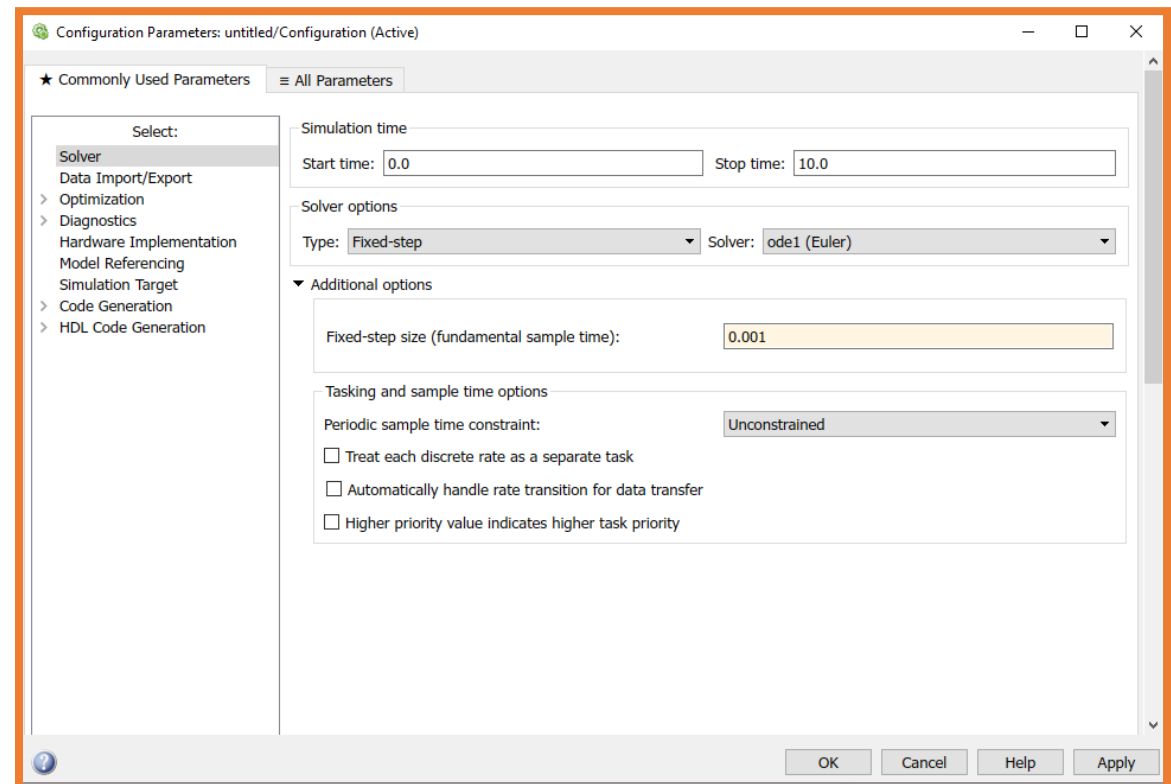 Configuration Parameters: untitled/Configuration (Active)
★ Commonly Used Parameters
≡ All Parameters
Select:
Solver
Data Import/Export
Optimization
Diagnostics
Hardware Implementation
Model Referencing
Simulation Target
Code Generation
HDL Code Generation
Simulation time
Start time: 0.0 Stop time: 10.0
Solver options
Type: Fixed-step Solver: ode1 (Euler)
Additional options
Fixed-step size (fundamental sample time): 0.001
Tasking and sample time options
Periodic sample time constraint: Unconstrained
Treat each discrete rate as a separate task
Automatically handle rate transition for data transfer
Higher priority value indicates higher task priority
OK Cancel Help Apply